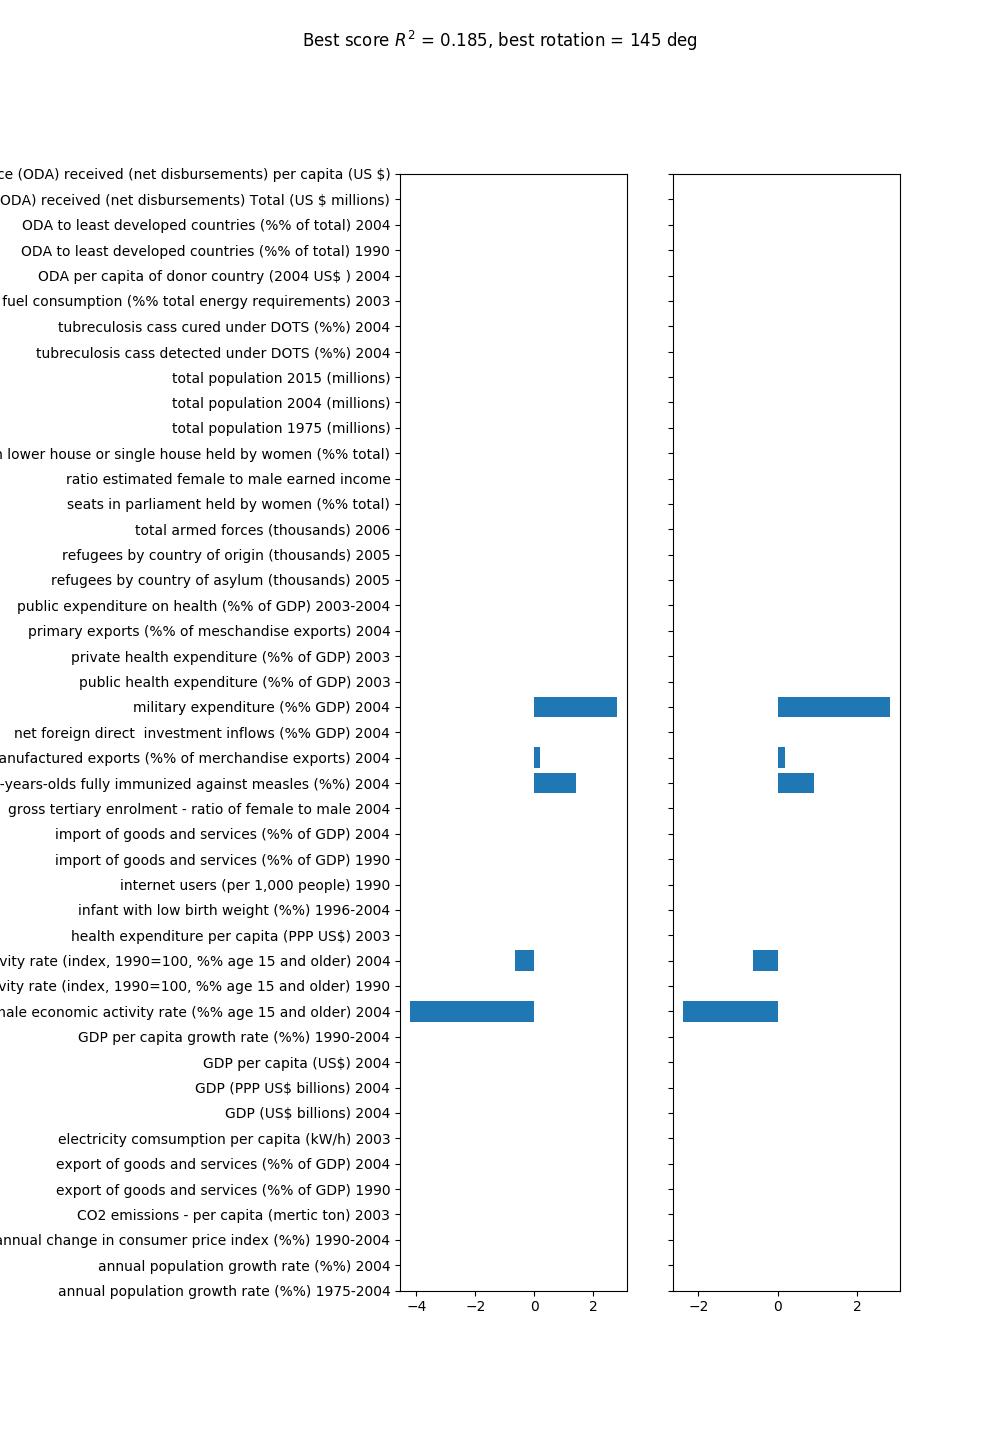 Best score R² = 0.185, best rotation = 145 deg
(ODA) received (net disbursements) per capita (US $)
ODA) received (net disbursements) Total (US $ millions)
ODA to least developed countries (%% of total) 2004
ODA to least developed countries (%% of total) 1990
ODA per capita of donor country (2004 US$ ) 2004
fuel consumption (%% total energy requirements) 2003
tubreculosis cass cured under DOTS (%%) 2004
tubreculosis cass detected under DOTS (%%) 2004
total population 2015 (millions)
total population 2004 (millions)
total population 1975 (millions)
lower house or single house held by women (%% total)
ratio estimated female to male earned income
seats in parliament held by women (%% total)
total armed forces (thousands) 2006
refugees by country of origin (thousands) 2005
refugees by country of asylum (thousands) 2005
public expenditure on health (%% of GDP) 2003-2004
primary exports (%% of meschandise exports) 2004
private health expenditure (%% of GDP) 2003
public health expenditure (%% of GDP) 2003
military expenditure (%% GDP) 2004
net foreign direct  investment inflows (%% GDP) 2004
anufactured exports (%% of merchandise exports) 2004
-years-olds fully immunized against measles (%%) 2004
gross tertiary enrolment - ratio of female to male 2004
import of goods and services (%% of GDP) 2004
import of goods and services (%% of GDP) 1990
internet users (per 1,000 people) 1990
infant with low birth weight (%%) 1996-2004
health expenditure per capita (PPP US$) 2003
vity rate (index, 1990=100, %% age 15 and older) 2004
vity rate (index, 1990=100, %% age 15 and older) 1990
male economic activity rate (%% age 15 and older) 2004
GDP per capita growth rate (%%) 1990-2004
GDP per capita (US$) 2004
GDP (PPP US$ billions) 2004
GDP (US$ billions) 2004
electricity comsumption per capita (kW/h) 2003
export of goods and services (%% of GDP) 2004
export of goods and services (%% of GDP) 1990
CO2 emissions - per capita (mertic ton) 2003
annual change in consumer price index (%%) 1990-2004
annual population growth rate (%%) 2004
annual population growth rate (%%) 1975-2004
−4 −2 0 2
−2 0 2